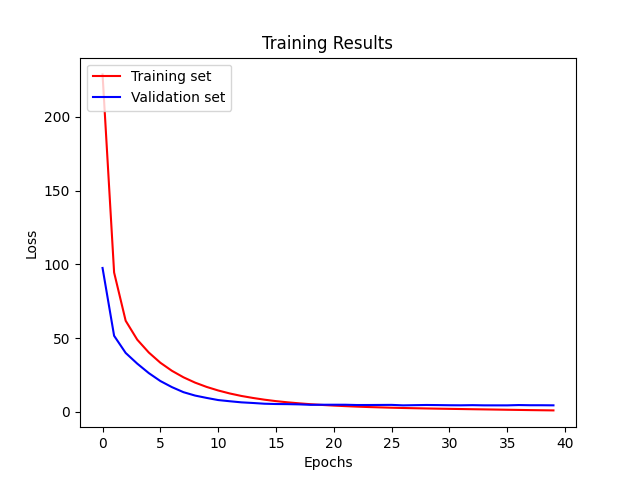 Training Results
Training set
Validation set
Loss
200
150
100
50
0
0 5 10 15 20 25 30 35 40
Epochs